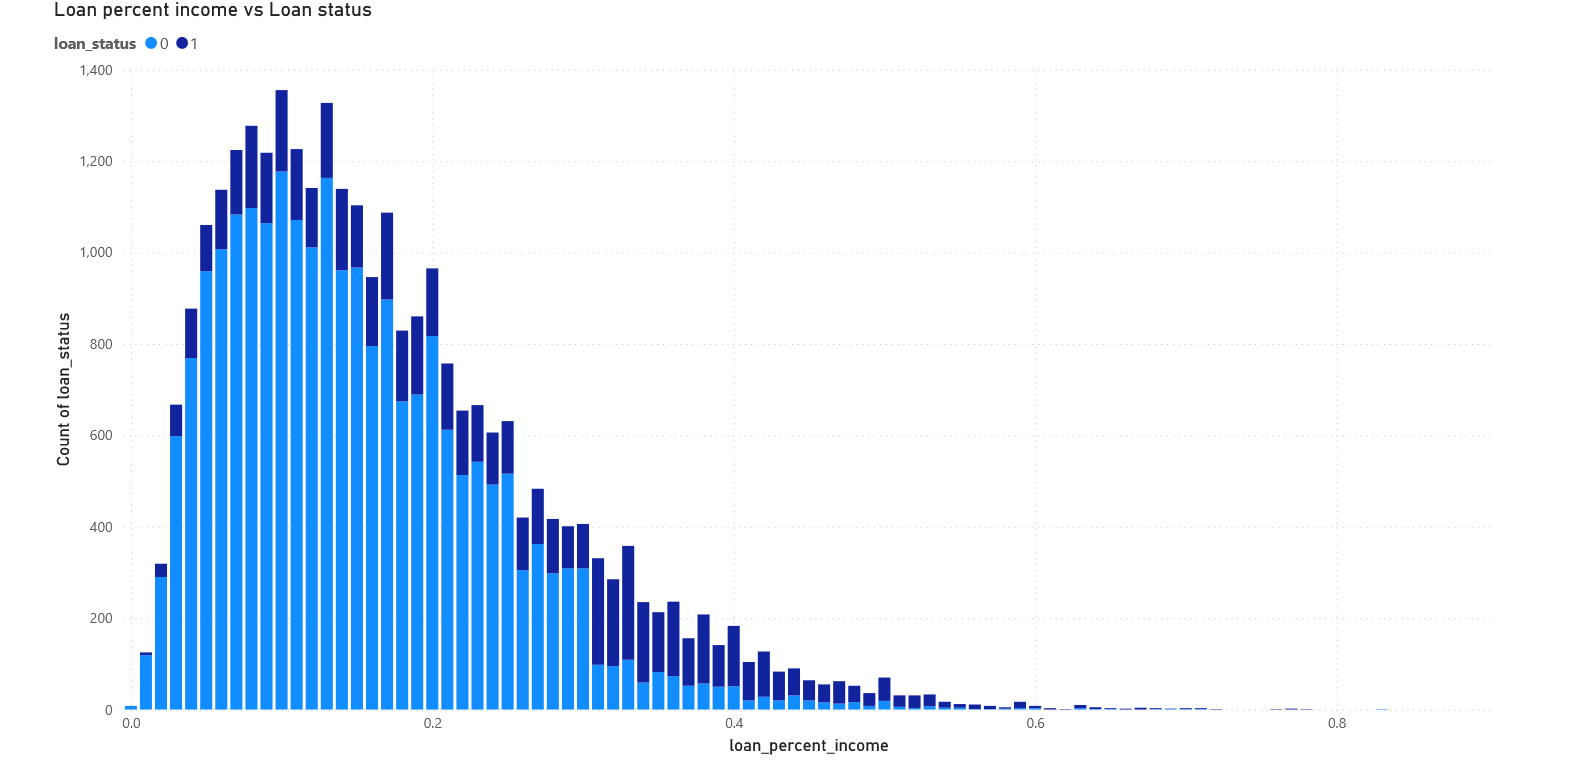 Loan percent income vs Loan status
loan_status 0 1
1,400
1,200
1,000
800
600
400
200
0
Count of loan_status
0.0 0.2 0.4 0.6 0.8
loan_percent_income